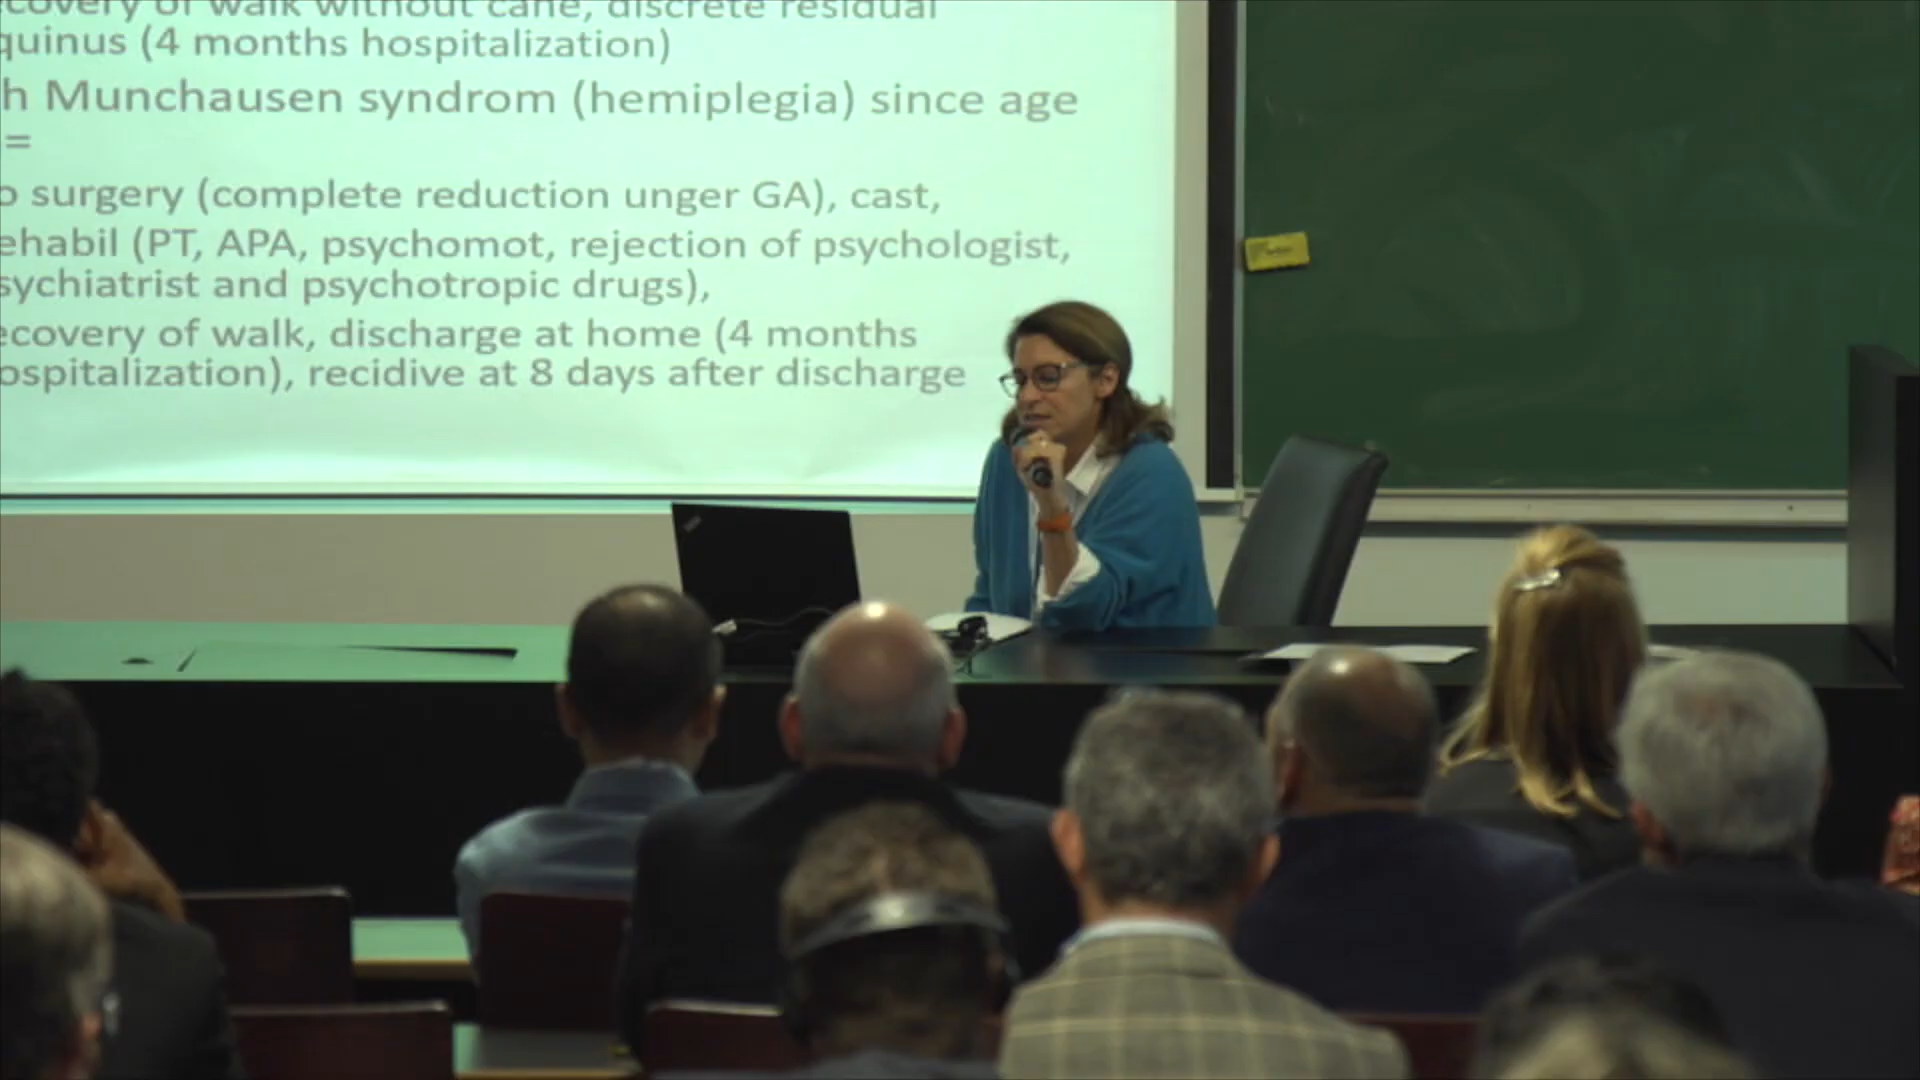 covery of walk without cane, discrete residual
quinus (4 months hospitalization)
h Munchausen syndrom (hemiplegia) since age
=
o surgery (complete reduction unger GA), cast,
ehabil (PT, APA, psychomot, rejection of psychologist,
sychiatrist and psychotropic drugs),
ecovery of walk, discharge at home (4 months
ospitalization), recidive at 8 days after discharge